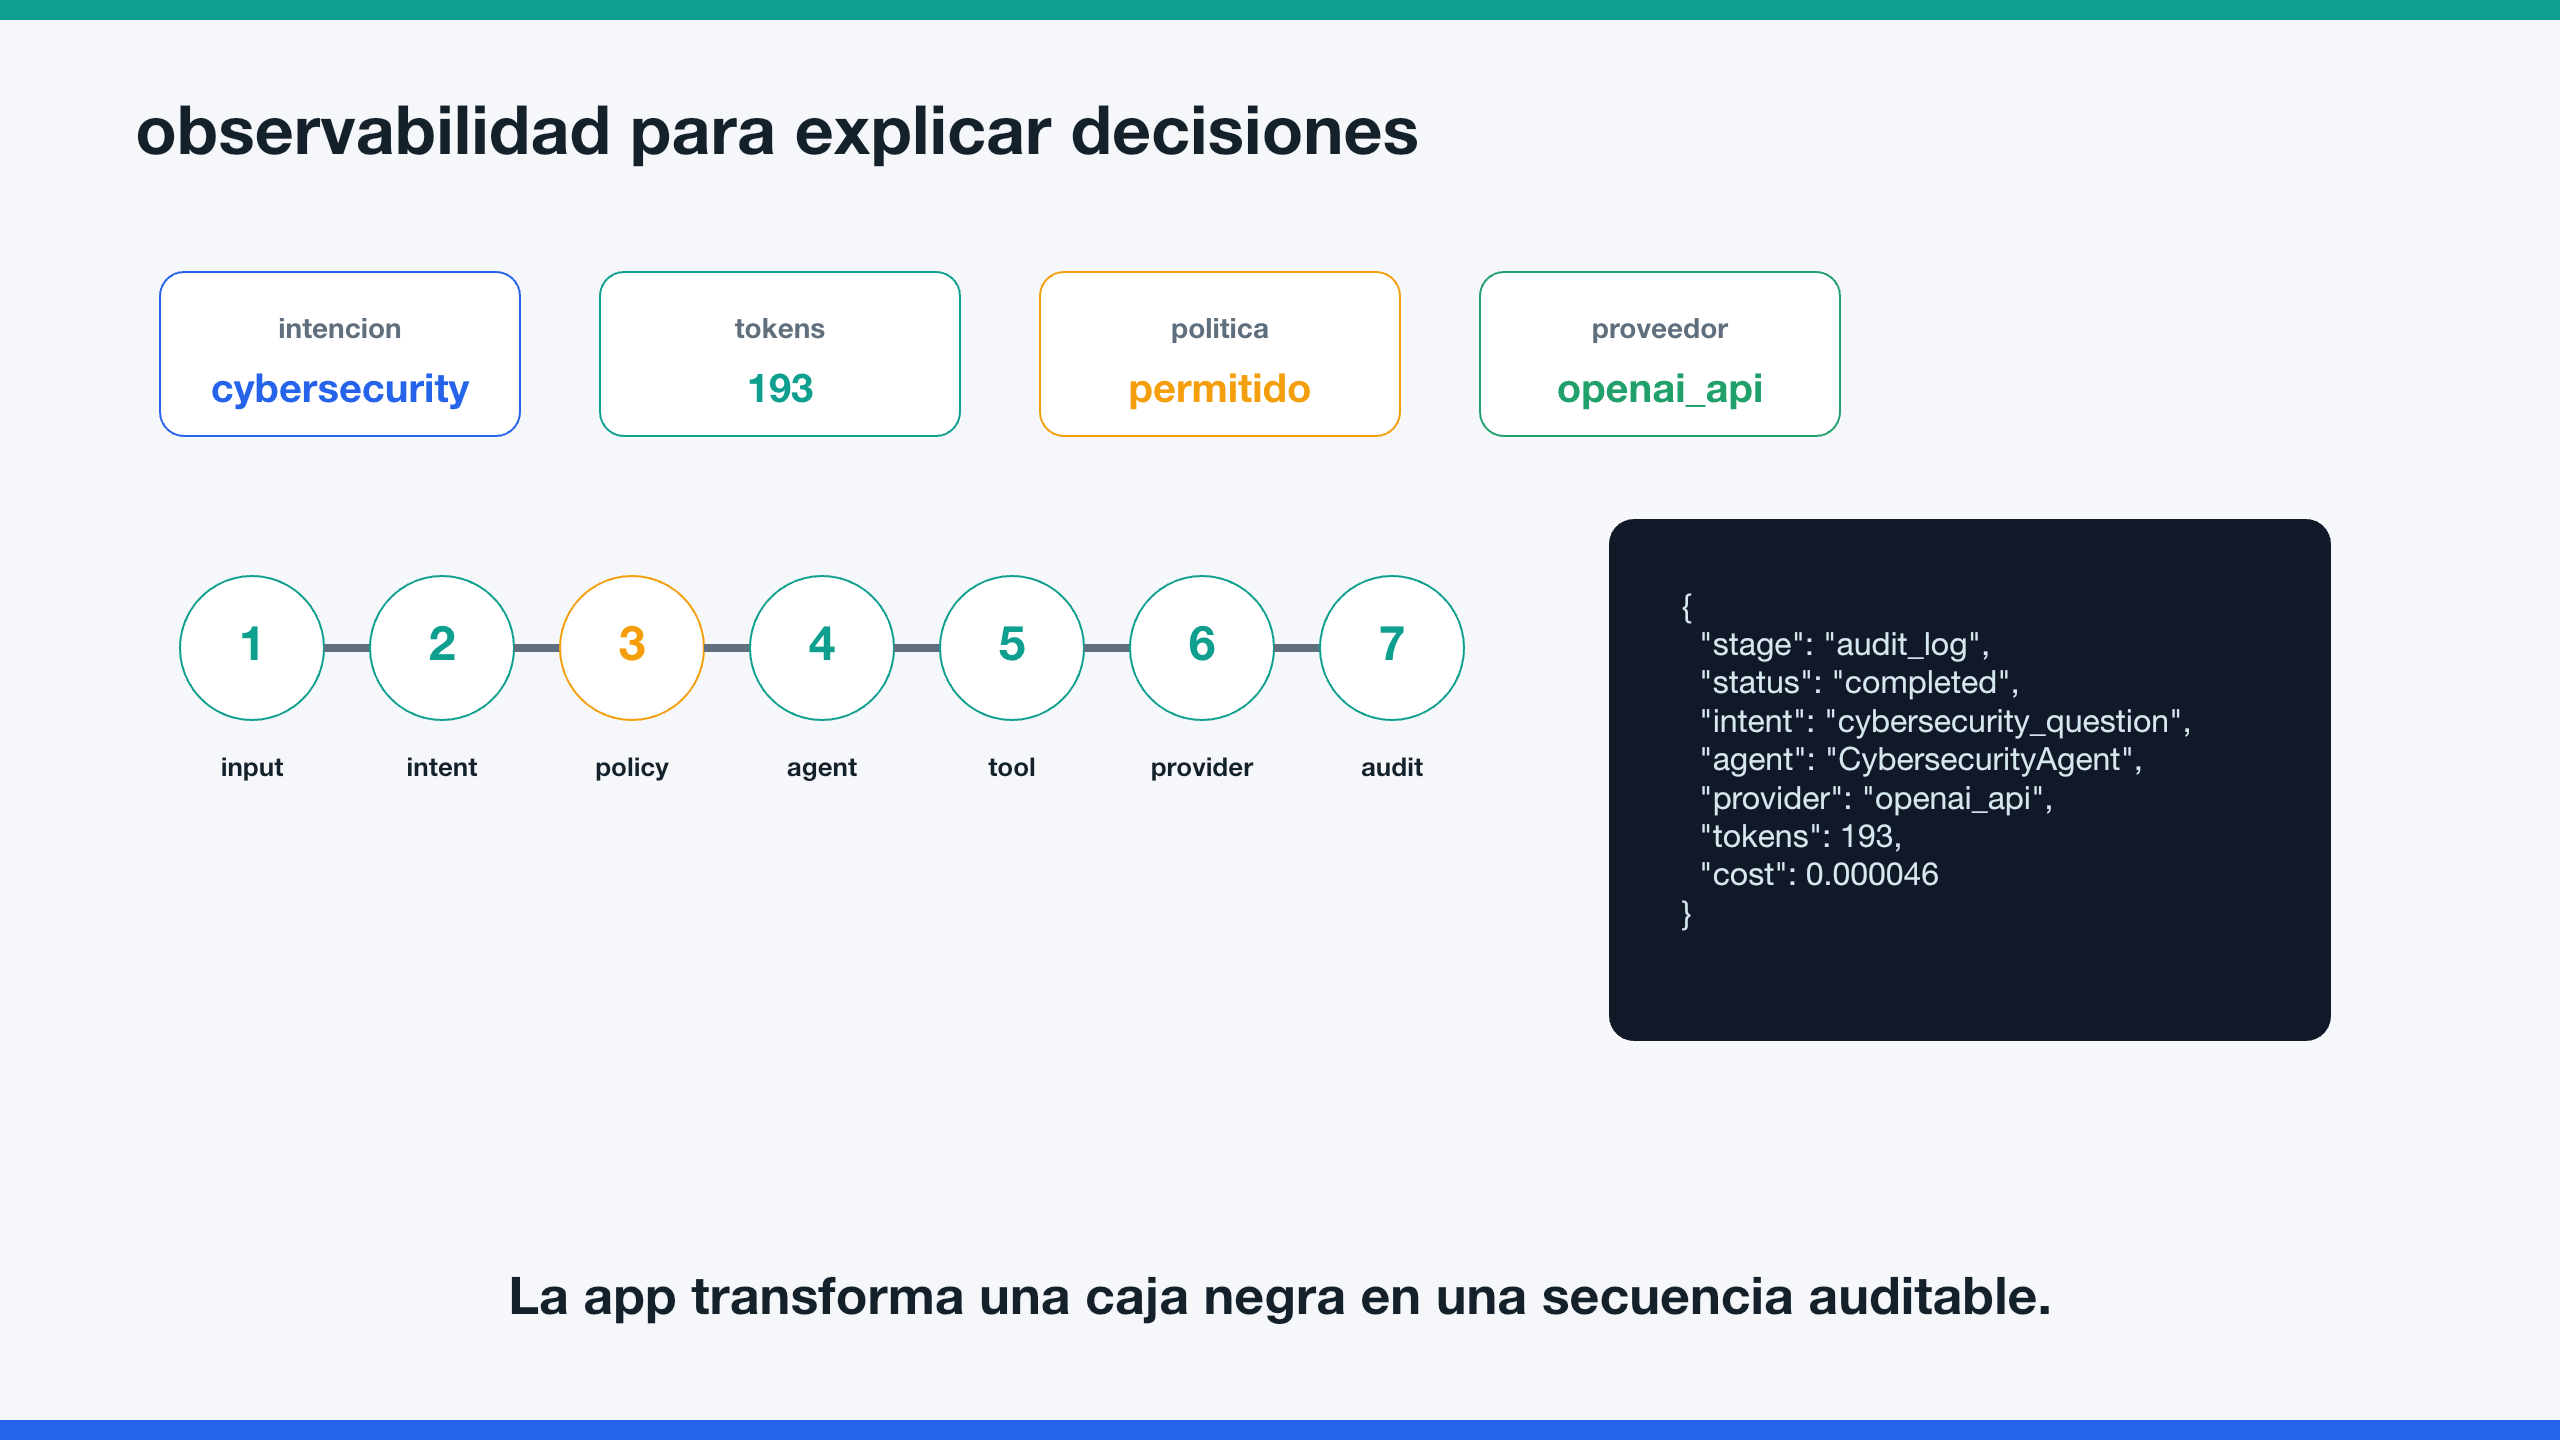 observabilidad para explicar decisiones
intencion
cybersecurity
tokens
193
politica
permitido
proveedor
openai_api
1
2
3
4
5
6
7
input
intent
policy
agent
tool
provider
audit
{
"stage": "audit_log",
"status": "completed",
"intent": "cybersecurity_question",
"agent": "CybersecurityAgent",
"provider": "openai_api",
"tokens": 193,
"cost": 0.000046
}
La app transforma una caja negra en una secuencia auditable.